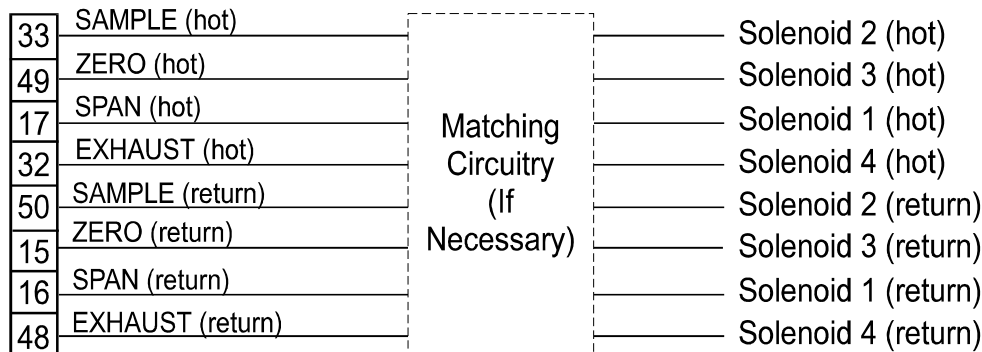 33 SAMPLE (hot) Solenoid 2 (hot)
49 ZERO (hot) Solenoid 3 (hot)
17 SPAN (hot) Solenoid 1 (hot)
32 EXHAUST (hot) Solenoid 4 (hot)
50 SAMPLE (return) Solenoid 2 (return)
15 ZERO (return) Solenoid 3 (return)
16 SPAN (return) Solenoid 1 (return)
48 EXHAUST (return) Solenoid 4 (return)
Matching
Circuitry
(If
Necessary)